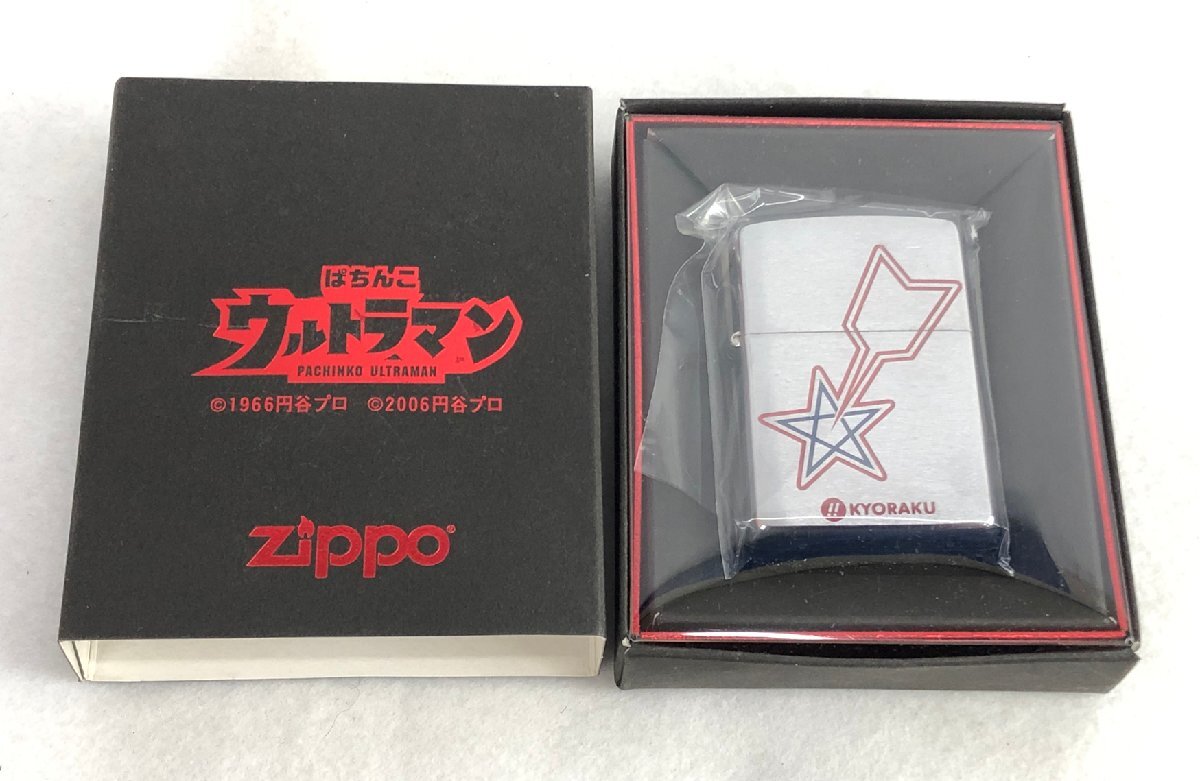 ぱちんこ
ウルトラマン
PACHINKO ULTRAMAN
©1966円谷プロ ©2006円谷プロ
zippo®
KYORAKU